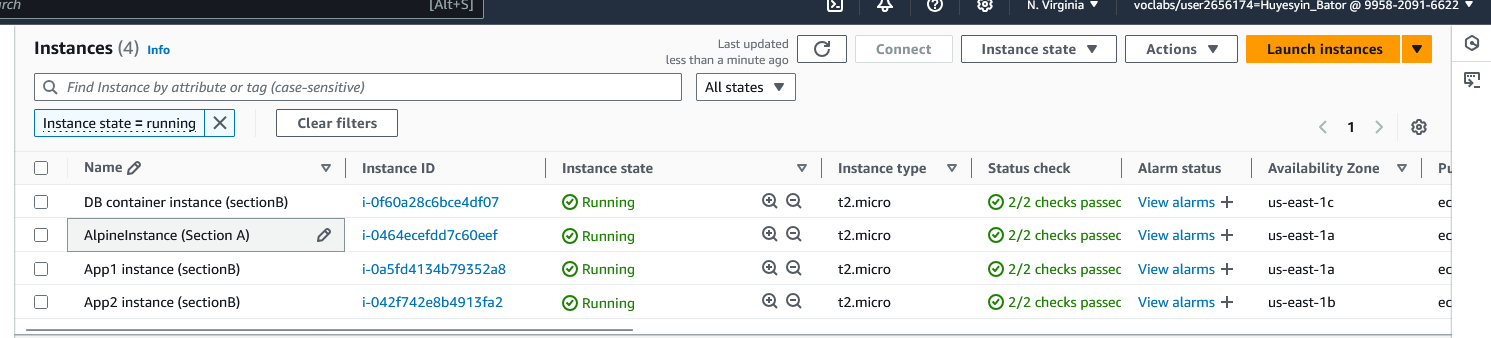 [Alt+S]
N. Virginia
voclabs/user2656174=Huyesyin_Bator @ 9958-2091-6622
Instances (4) Info
Last updated
less than a minute ago
Connect
Instance state
Actions
Launch instances
Find Instance by attribute or tag (case-sensitive)
All states
Instance state = running
Clear filters
1
Name Instance ID Instance state Instance type Status check Alarm status Availability Zone Pu
DB container instance (sectionB) i-0f60a28c6bce4df07 Running t2.micro 2/2 checks passec View alarms + us-east-1c ec
AlpineInstance (Section A) i-0464ecefdd7c60eef Running t2.micro 2/2 checks passec View alarms + us-east-1a ec
App1 instance (sectionB) i-0a5fd4134b79352a8 Running t2.micro 2/2 checks passec View alarms + us-east-1a ec
App2 instance (sectionB) i-042f742e8b4913fa2 Running t2.micro 2/2 checks passec View alarms + us-east-1b ec